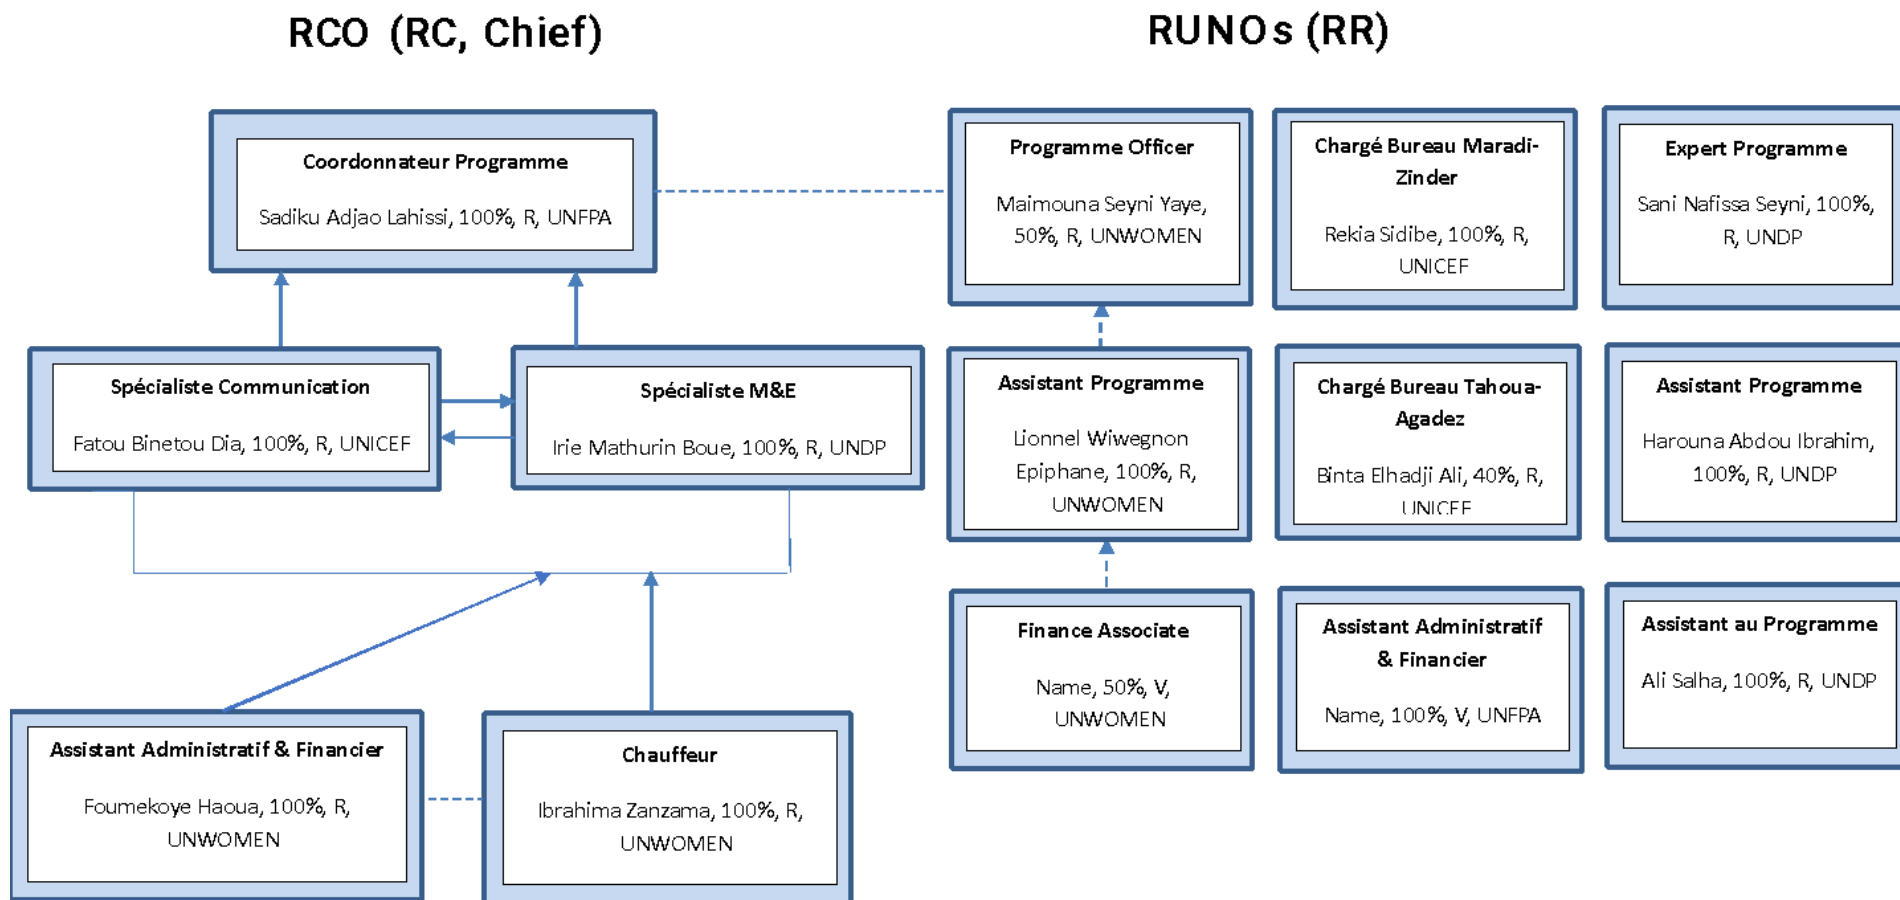 RCO (RC, Chief)
RUNOs (RR)
Coordonnateur Programme
Sadiku Adjao Lahissi, 100%, R, UNFPA
Programme Officer
Maimouna Seyni Yaye,
50%, R, UNWOMEN
Chargé Bureau Maradi-
Zinder
Rekia Sidibe, 100%, R,
UNICEF
Expert Programme
Sani Nafissa Seyni, 100%,
R, UNDP
Spécialiste Communication
Fatou Binetou Dia, 100%, R, UNICEF
Spécialiste M&E
Irie Mathurin Boue, 100%, R, UNDP
Assistant Programme
Lionnel Wiwegnon
Epiphane, 100%, R,
UNWOMEN
Chargé Bureau Tahoua-
Agadez
Binta Elhadji Ali, 40%, R,
UNICEF
Assistant Programme
Harouna Abdou Ibrahim,
100%, R, UNDP
Finance Associate
Name, 50%, V,
UNWOMEN
Assistant Administratif
& Financier
Name, 100%, V, UNFPA
Assistant au Programme
Ali Salha, 100%, R, UNDP
Assistant Administratif & Financier
Foumekoye Haoua, 100%, R,
UNWOMEN
Chauffeur
Ibrahima Zanzama, 100%, R,
UNWOMEN